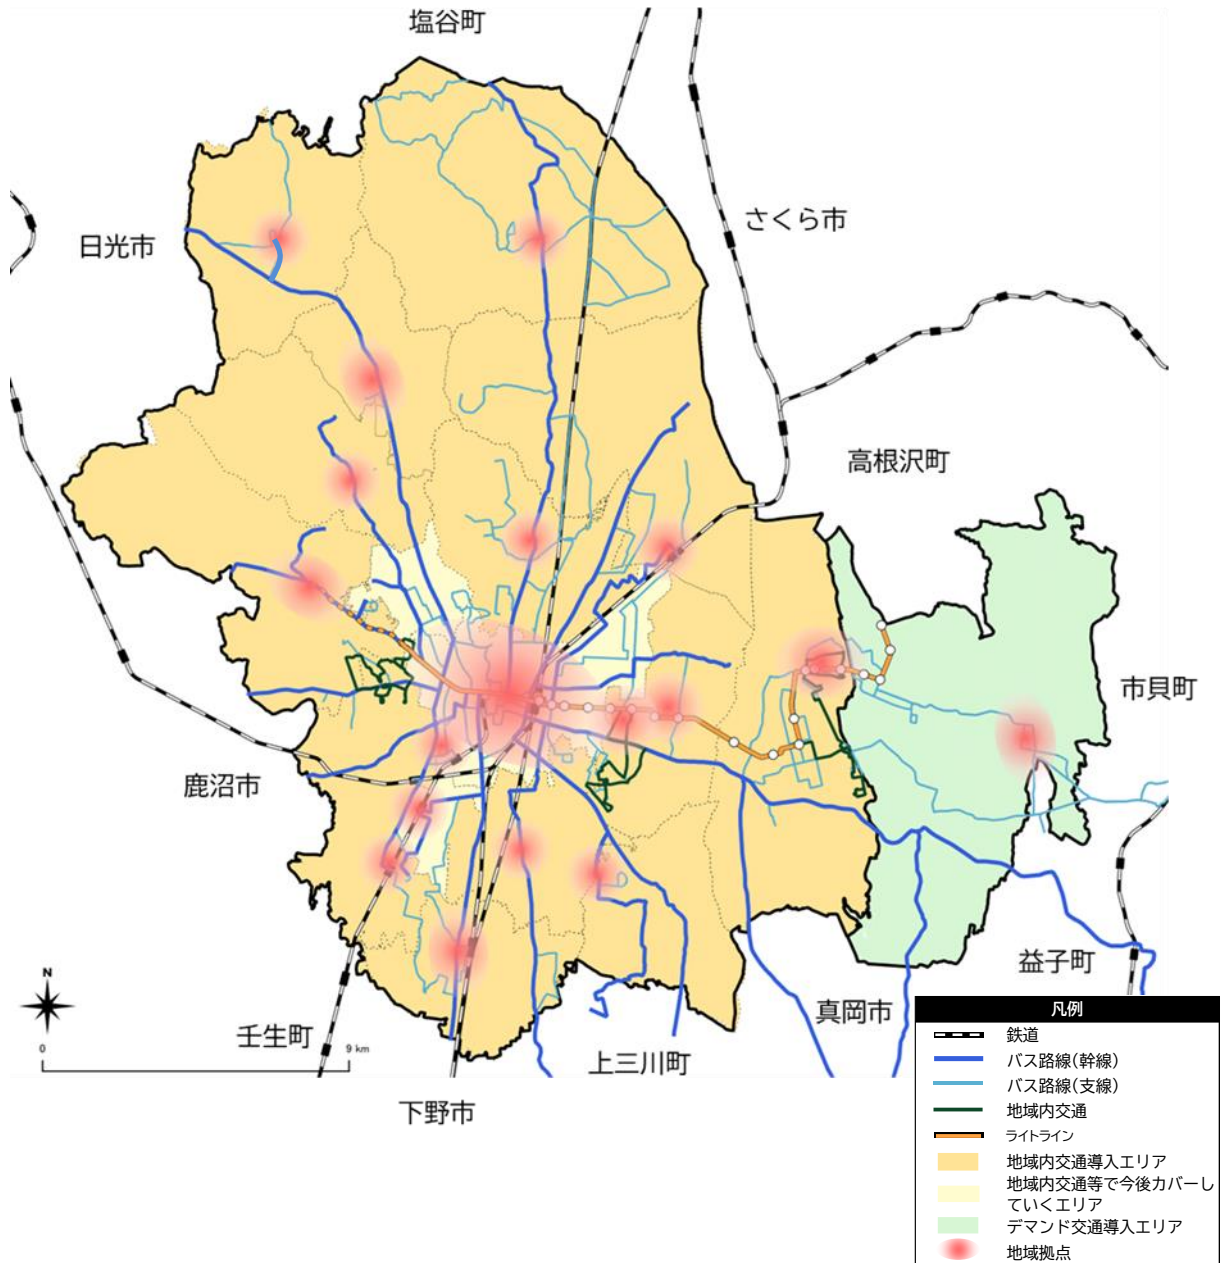 塩谷町
さくら市
日光市
高根沢町
市貝町
鹿沼市
益子町
真岡市
N
壬生町
0 9 km
上三川町
下野市
凡例
鉄道
バス路線(幹線)
バス路線(支線)
地域内交通
ライトライン
地域内交通導入エリア
地域内交通等で今後カバーし
ていくエリア
デマンド交通導入エリア
地域拠点